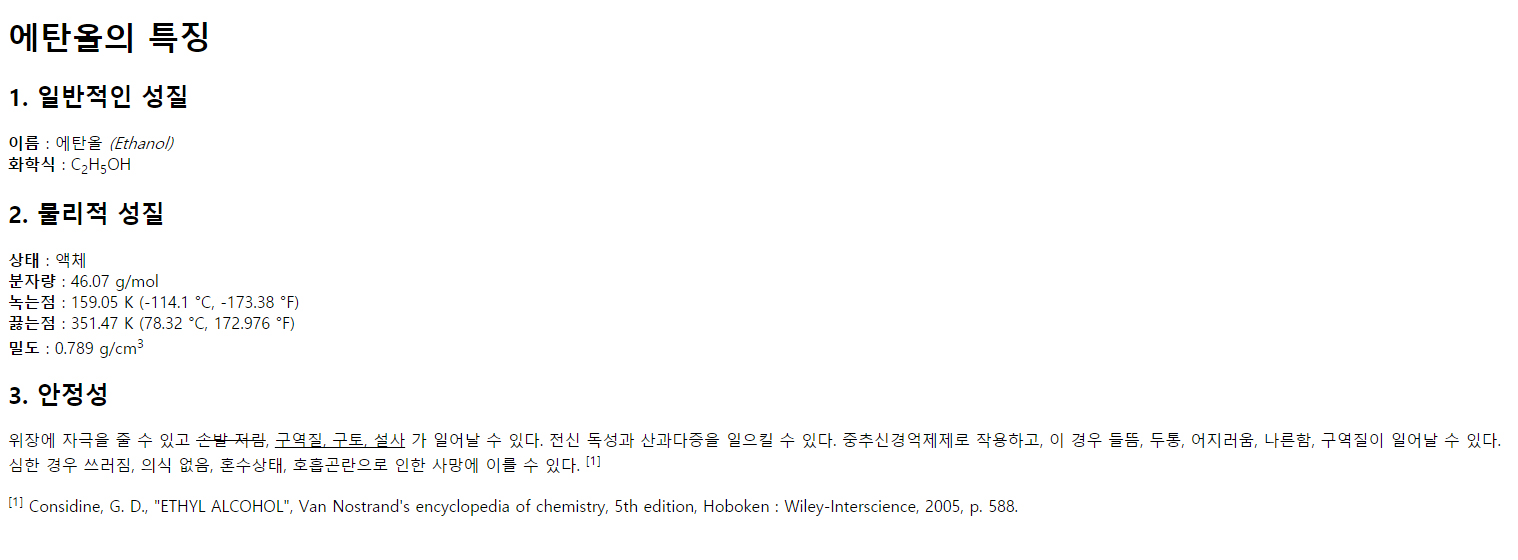 에탄올의 특징
1. 일반적인 성질
이름 : 에탄올 (Ethanol)
화학식 : C₂H₅OH
2. 물리적 성질
상태 : 액체
분자량 : 46.07 g/mol
녹는점 : 159.05 K (-114.1 °C, -173.38 °F)
끓는점 : 351.47 K (78.32 °C, 172.976 °F)
밀도 : 0.789 g/cm³
3. 안정성
위장에 자극을 줄 수 있고 손발 저림, 구역질, 구토, 설사 가 일어날 수 있다. 전신 독성과 산과다증을 일으킬 수 있다. 중추신경억제제로 작용하고, 이 경우 들뜸, 두통, 어지러움, 나른함, 구역질이 일어날 수 있다.
심한 경우 쓰러짐, 의식 없음, 혼수상태, 호흡곤란으로 인한 사망에 이를 수 있다. [1]
[1] Considine, G. D., "ETHYL ALCOHOL", Van Nostrand's encyclopedia of chemistry, 5th edition, Hoboken : Wiley-Interscience, 2005, p. 588.